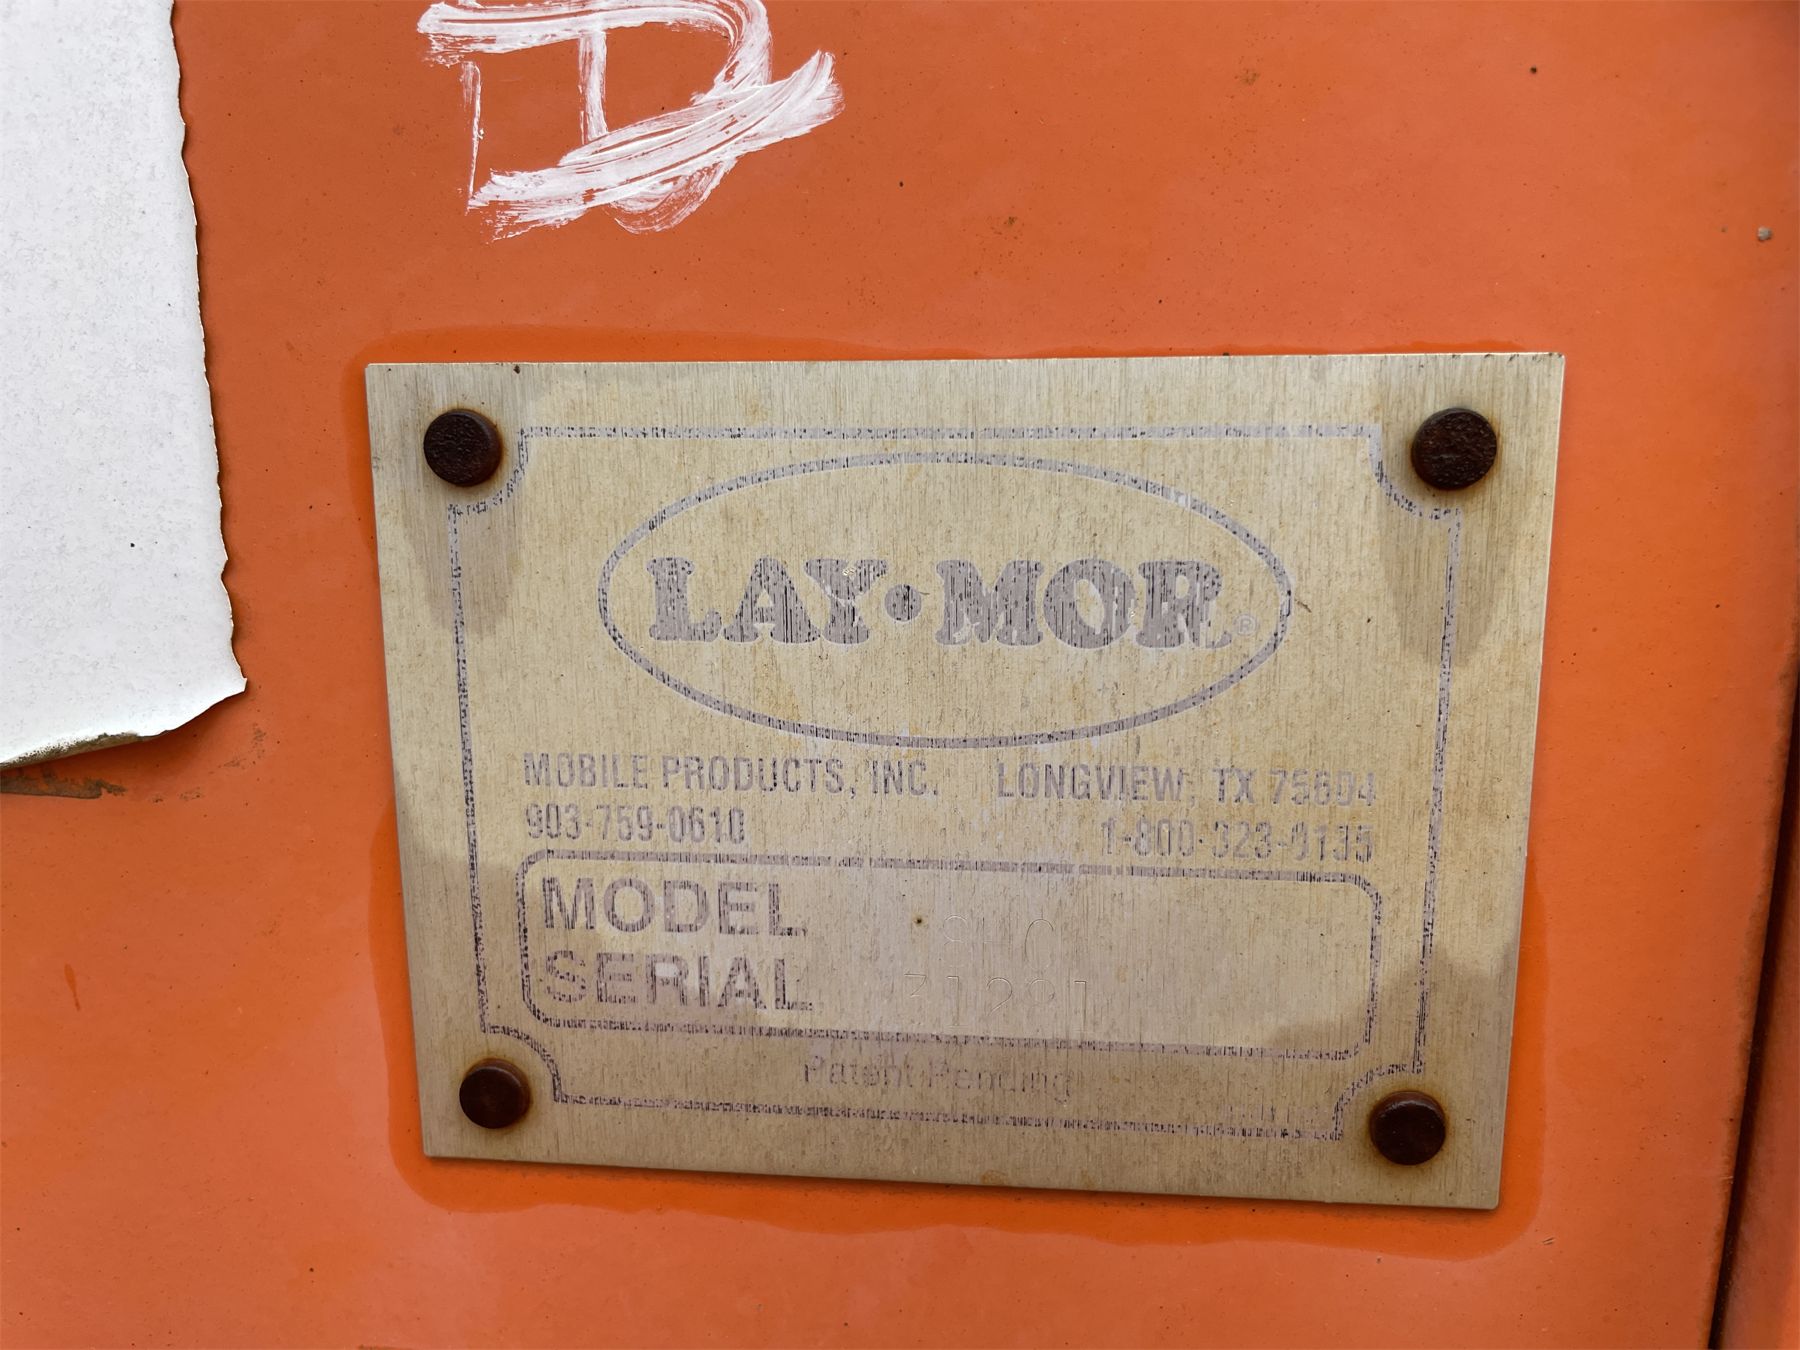 LAY·MOR®
MOBILE PRODUCTS, INC. LONGVIEW, TX 75604
903-759-0610 1-800-323-0135
MODEL
SERIAL
Patent Pending